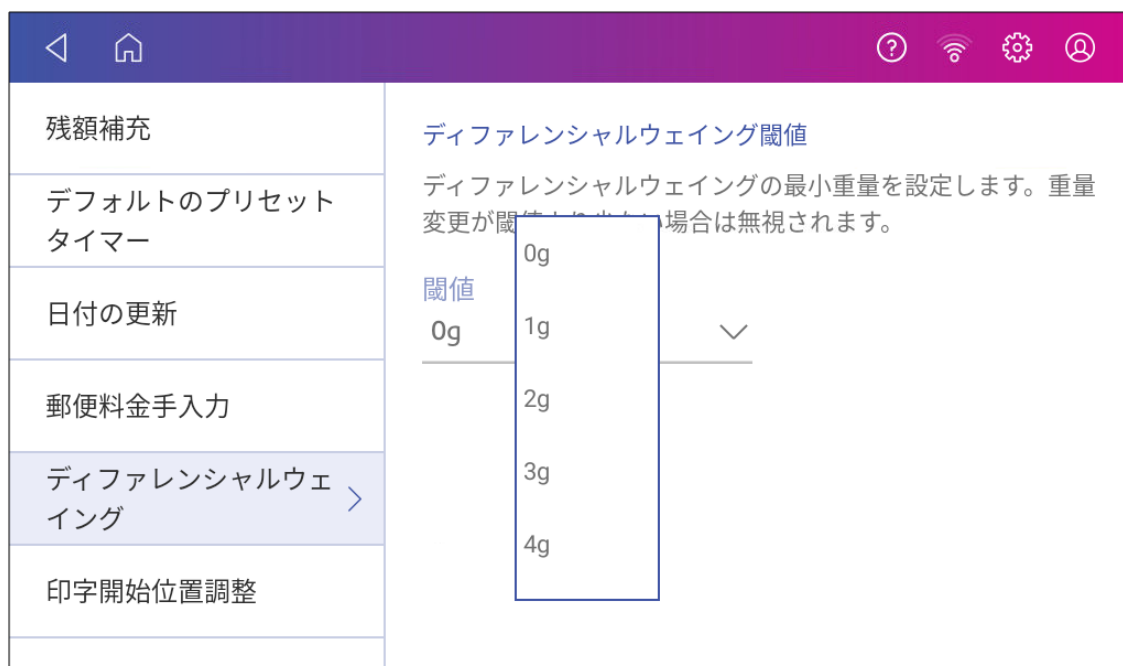 残額補充
デフォルトのプリセット
タイマー
日付の更新
郵便料金手入力
ディファレンシャルウェ
イング
印字開始位置調整
ディファレンシャルウェイング閾値
ディファレンシャルウェイングの最小重量を設定します。重量
変更が閾 場合は無視されます。
閾値
0g
0g
1g
2g
3g
4g